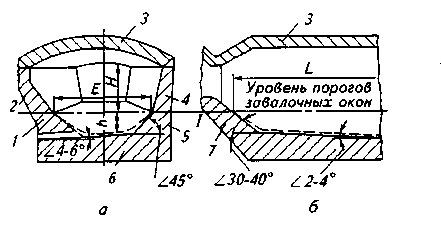 3
3
E
H
L
2
4
Уровень порогов
завалочных окон
1
h
5
1
7
6
∠4-6°
∠45°
∠30-40°
∠2-4°
а
б